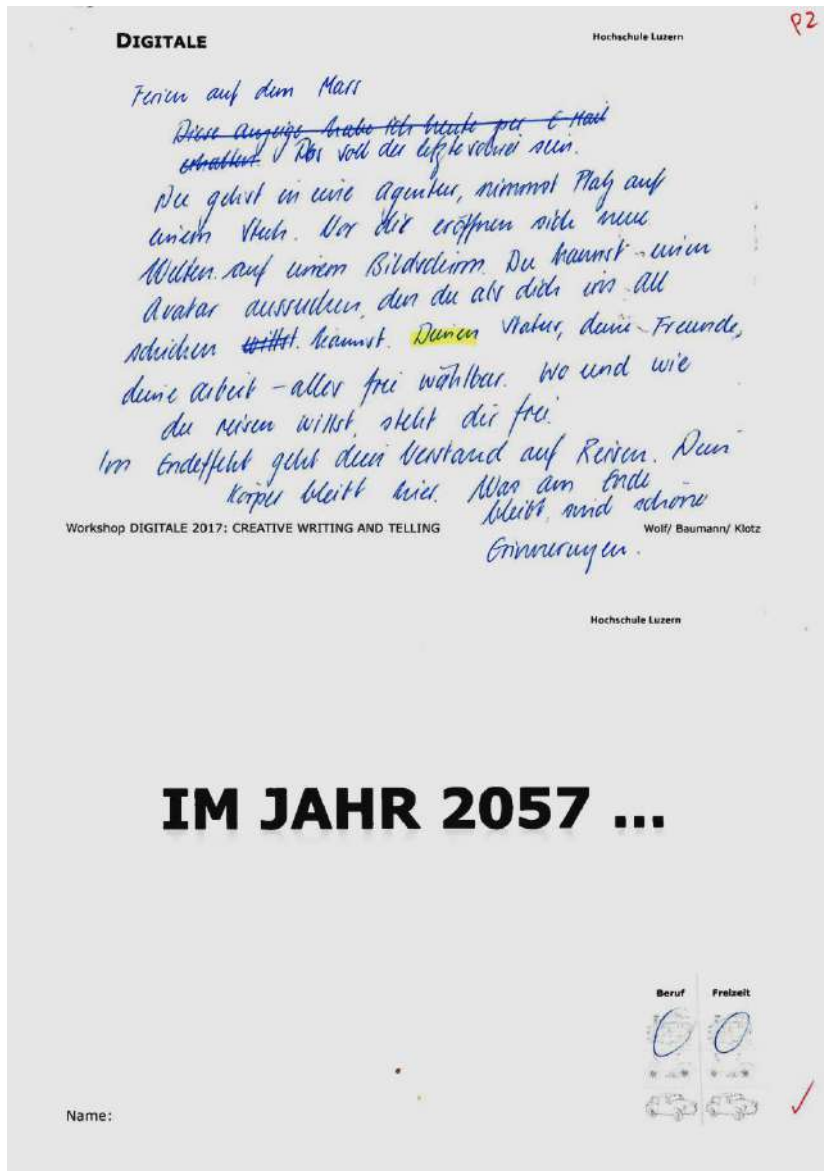 P2
DIGITALE
Hochschule Luzern
Ferien auf dem Mars
Diese Anzeige habe ich heute per E-Mail
erhalten. Das soll der letzte sein.
Du gehst in eine Agentur, nimmst Platz auf
einem Stuhl. Vor dir eröffnen sich neue
Welten auf einem Bildschirm. Du kannst einen
Avatar aussuchen, den du als dich ins All
schicken willst. kannst. Deinen Statur, deine Freunde,
deine Arbeit – alles frei wählbar. Wo und wie
du reisen willst, steht dir frei.
Im Endeffekt geht dein Verstand auf Reisen. Dein
Körper bleibt hier. Was am Ende
bleibt, sind schöne
Erinnerungen.
Workshop DIGITALE 2017: CREATIVE WRITING AND TELLING
Wolf/ Baumann/ Klotz
Hochschule Luzern
IM JAHR 2057 ...
Beruf Freizeit
Name: